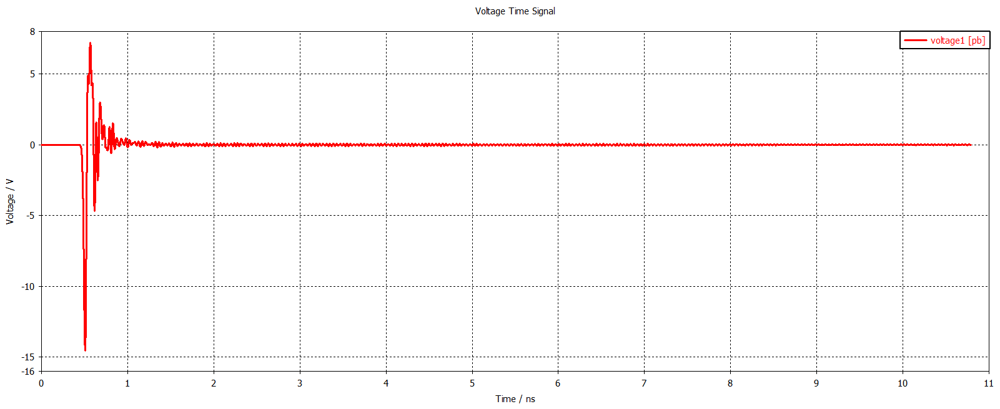 Voltage Time Signal
voltage1 [pb]
8
5
0
-5
-10
-15
-16
Voltage / V
0 1 2 3 4 5 6 7 8 9 10 11
Time / ns